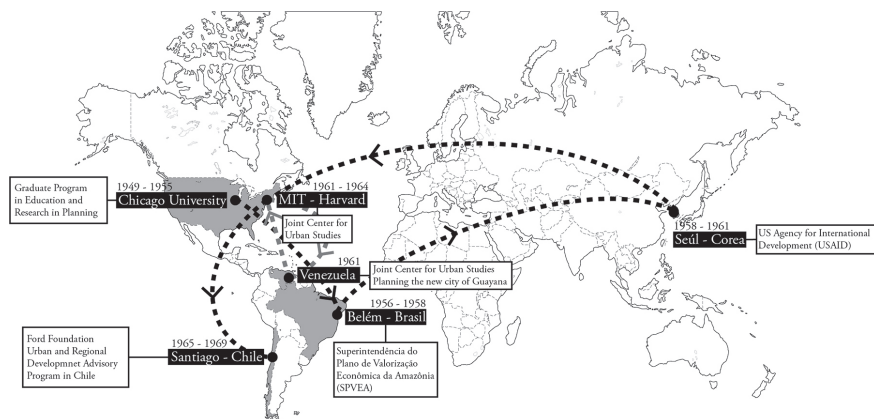 Graduate Program
in Education and
Research in Planning
1949 - 1955
Chicago University
1961 - 1964
MIT - Harvard
Joint Center for
Urban Studies
1961
Venezuela
Joint Center for Urban Studies
Planning the new city of Guayana
1956 - 1958
Belém - Brasil
Superintendência do
Plano de Valorização
Econômica da Amazônia
(SPVEA)
1958 - 1961
Seúl - Corea
US Agency for International
Development (USAID)
Ford Foundation
Urban and Regional
Developmnet Advisory
Program in Chile
1965 - 1969
Santiago - Chile